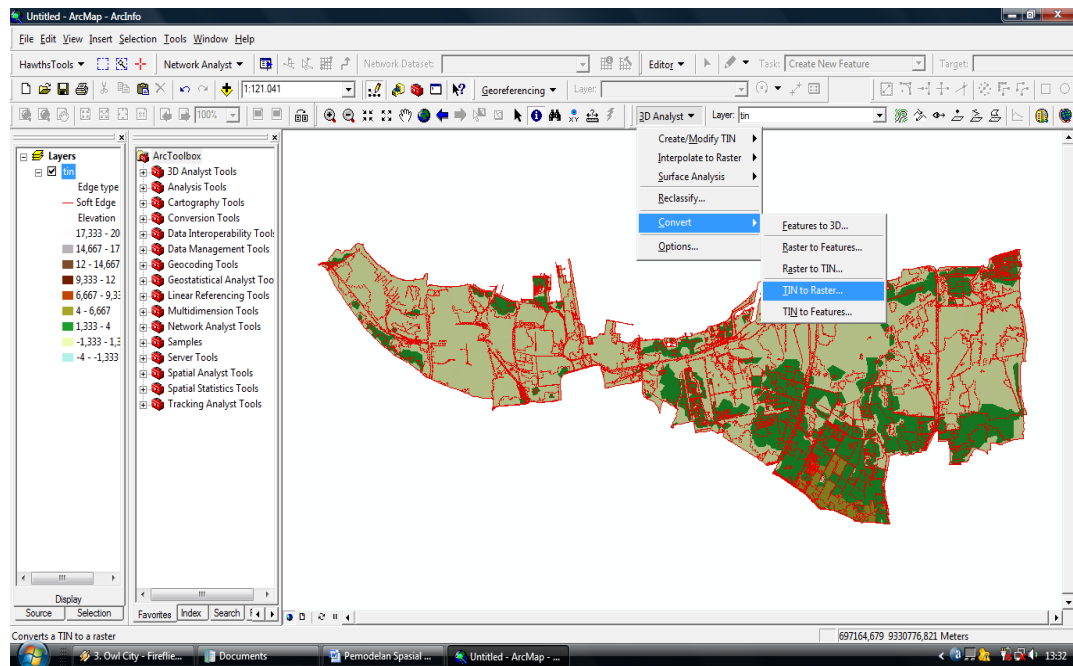 Untitled - ArcMap - ArcInfo
File Edit View Insert Selection Tools Window Help
HawthsTools Network Analyst Network Dataset: Editor Task: Create New Feature Target:
1:121.041 Georeferencing Layer:
100% 3D Analyst Layer: tin
Layers
tin
Edge type
Soft Edge
Elevation
17,333 - 20
14,667 - 17
12 - 14,667
9,333 - 12
6,667 - 9,33
4 - 6,667
1,333 - 4
-1,333 - 1,3
-4 - -1,333
Display
Source Selection
ArcToolbox
3D Analyst Tools
Analysis Tools
Cartography Tools
Conversion Tools
Data Interoperability Tools
Data Management Tools
Geocoding Tools
Geostatistical Analyst Too
Linear Referencing Tools
Multidimension Tools
Network Analyst Tools
Samples
Server Tools
Spatial Analyst Tools
Spatial Statistics Tools
Tracking Analyst Tools
Favorites Index Search
Create/Modify TIN
Interpolate to Raster
Surface Analysis
Reclassify...
Convert
Options...
Features to 3D...
Raster to Features...
Raster to TIN...
TIN to Raster...
TIN to Features...
Converts a TIN to a raster
697164,679 9330776,821 Meters
3. Owl City - Fireflie... Documents Pemodelan Spasial ... Untitled - ArcMap - ... 13:32